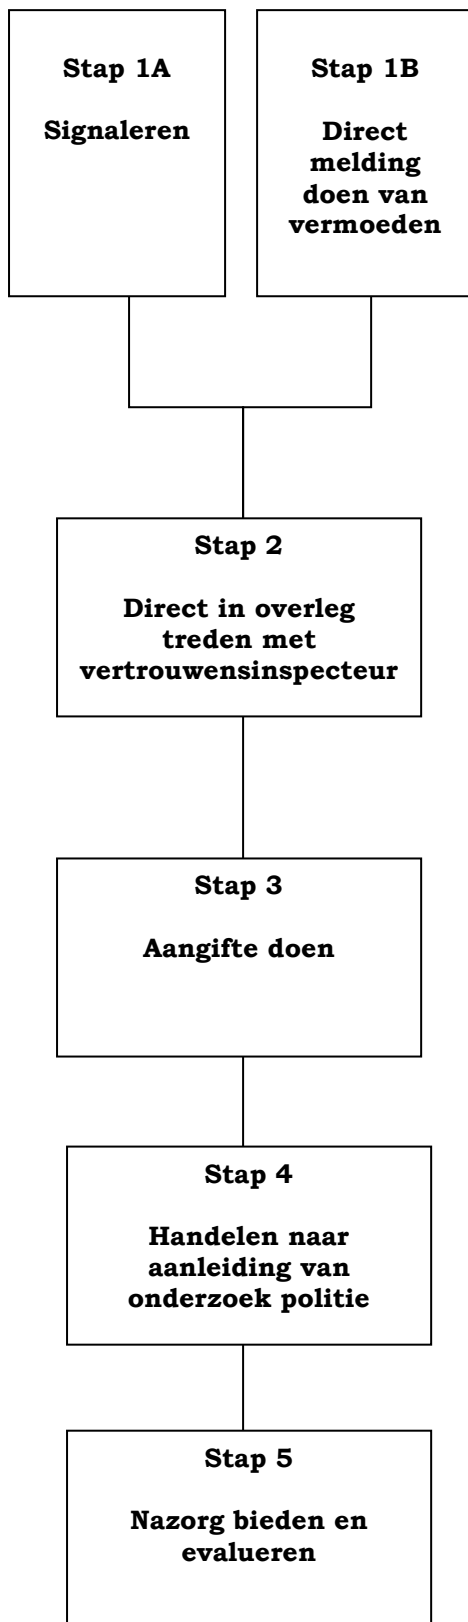 Stap 1A
Signaleren
Stap 1B
Direct
melding
doen van
vermoeden
Stap 2
Direct in overleg
treden met
vertrouwensinspecteur
Stap 3
Aangifte doen
Stap 4
Handelen naar
aanleiding van
onderzoek politie
Stap 5
Nazorg bieden en
evalueren